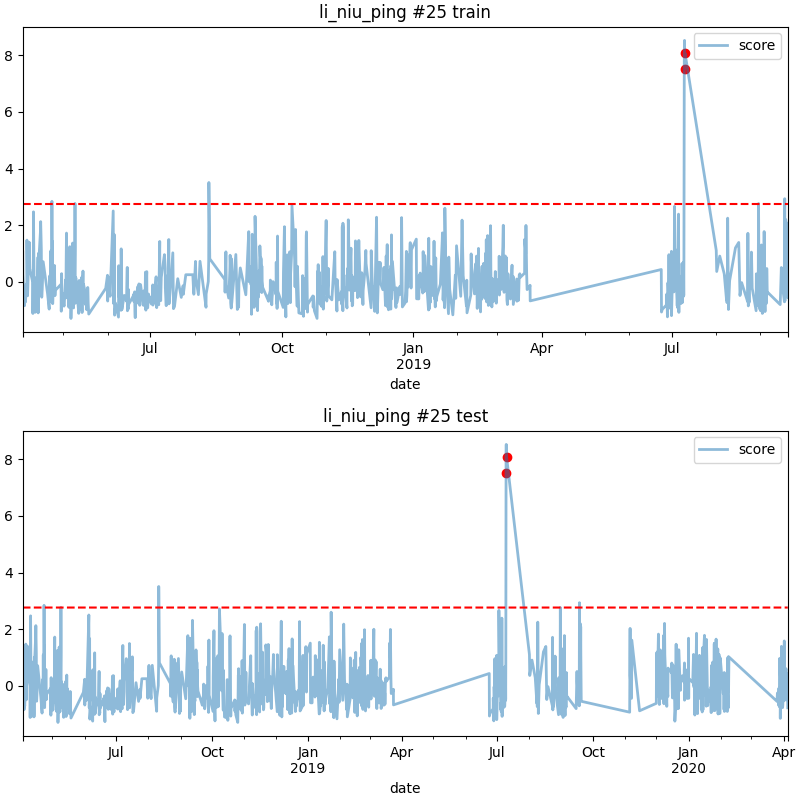 li_niu_ping #25 train
score
8
6
4
2
0
Jul
Oct
Jan
2019
Apr
Jul
date
li_niu_ping #25 test
score
8
6
4
2
0
Jul
Oct
Jan
2019
Apr
Jul
Oct
Jan
2020
Apr
date